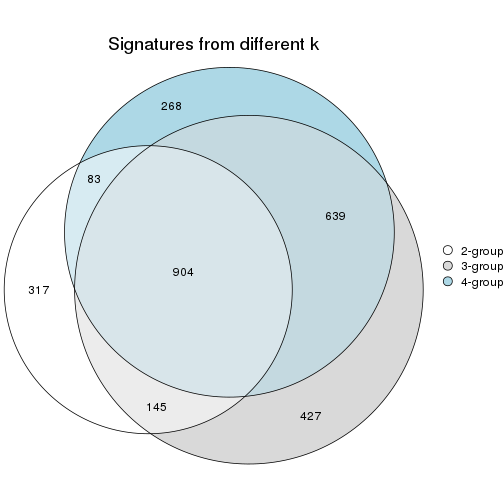 Signatures from different k
268
83
639
904
317
145
427
2-group
3-group
4-group